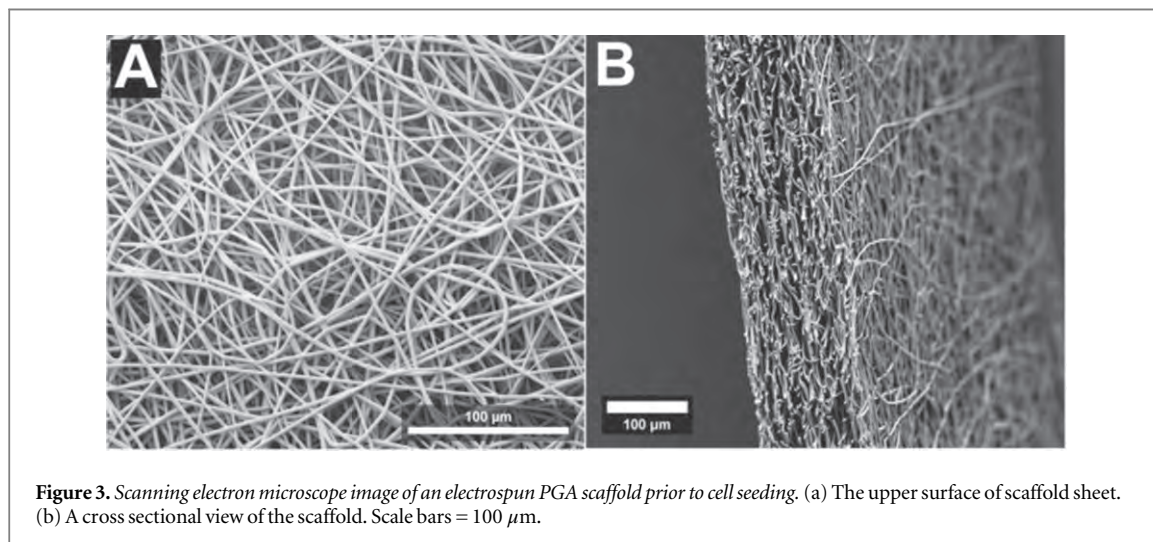 A
B
100 µm
100 µm
Figure 3. Scanning electron microscope image of an electrospun PGA scaffold prior to cell seeding. (a) The upper surface of scaffold sheet.
(b) A cross sectional view of the scaffold. Scale bars = 100 µm.